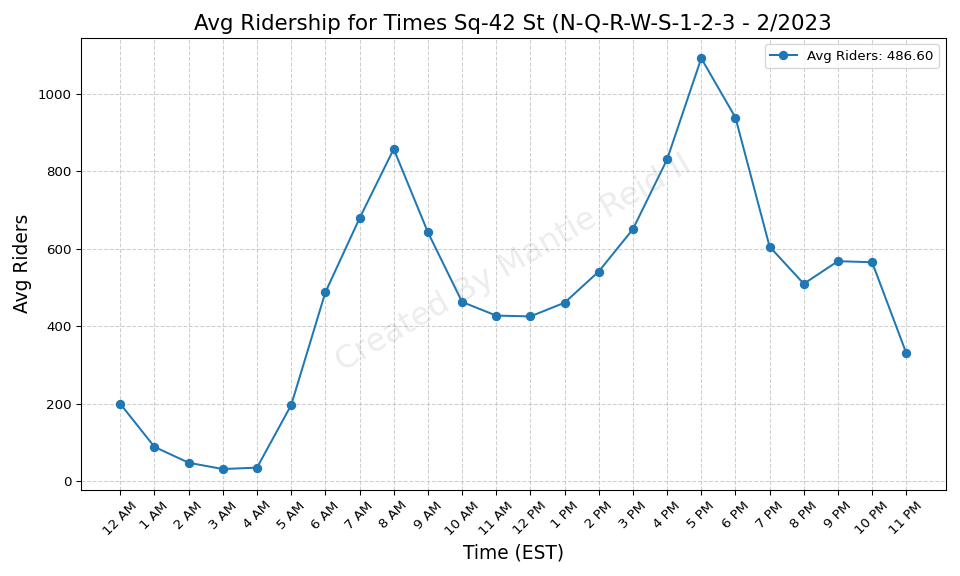 Avg Ridership for Times Sq-42 St (N-Q-R-W-S-1-2-3 - 2/2023
Avg Riders: 486.60
Avg Riders
1000
800
600
400
200
0
Created By Mantie Reid II
12 AM
1 AM
2 AM
3 AM
4 AM
5 AM
6 AM
7 AM
8 AM
9 AM
10 AM
11 AM
12 PM
1 PM
2 PM
3 PM
4 PM
5 PM
6 PM
7 PM
8 PM
9 PM
10 PM
11 PM
Time (EST)